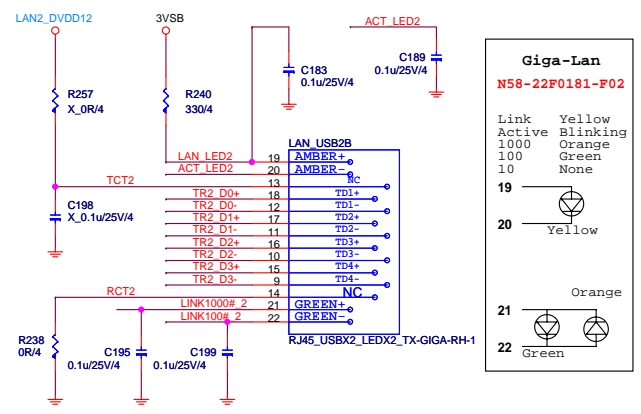 LAN2_DVDD12
3VSB
ACT_LED2
R257
X_0R/4
R240
330/4
C183
0.1u/25V/4
C189
0.1u/25V/4
LAN_USB2B
LAN_LED2 19 AMBER+
ACT_LED2 20 AMBER-
TCT2 13 NC
TR2_D0+ 18 TD1+
TR2_D0- 12 TD1-
TR2_D1+ 17 TD2+
TR2_D1- 11 TD2-
TR2_D2+ 16 TD3+
TR2_D2- 10 TD3-
TR2_D3+ 15 TD4+
TR2_D3- 9 TD4-
RCT2 14 NC
LINK1000#_2 21 GREEN+
LINK100#_2 22 GREEN-
RJ45_USBX2_LEDX2_TX-GIGA-RH-1
C198
X_0.1u/25V/4
R238
0R/4
C195
0.1u/25V/4
C199
0.1u/25V/4
Giga-Lan
N58-22F0181-F02
Link Yellow
Active Blinking
1000 Orange
100 Green
10 None
19
20
Yellow
Orange
21
22
Green